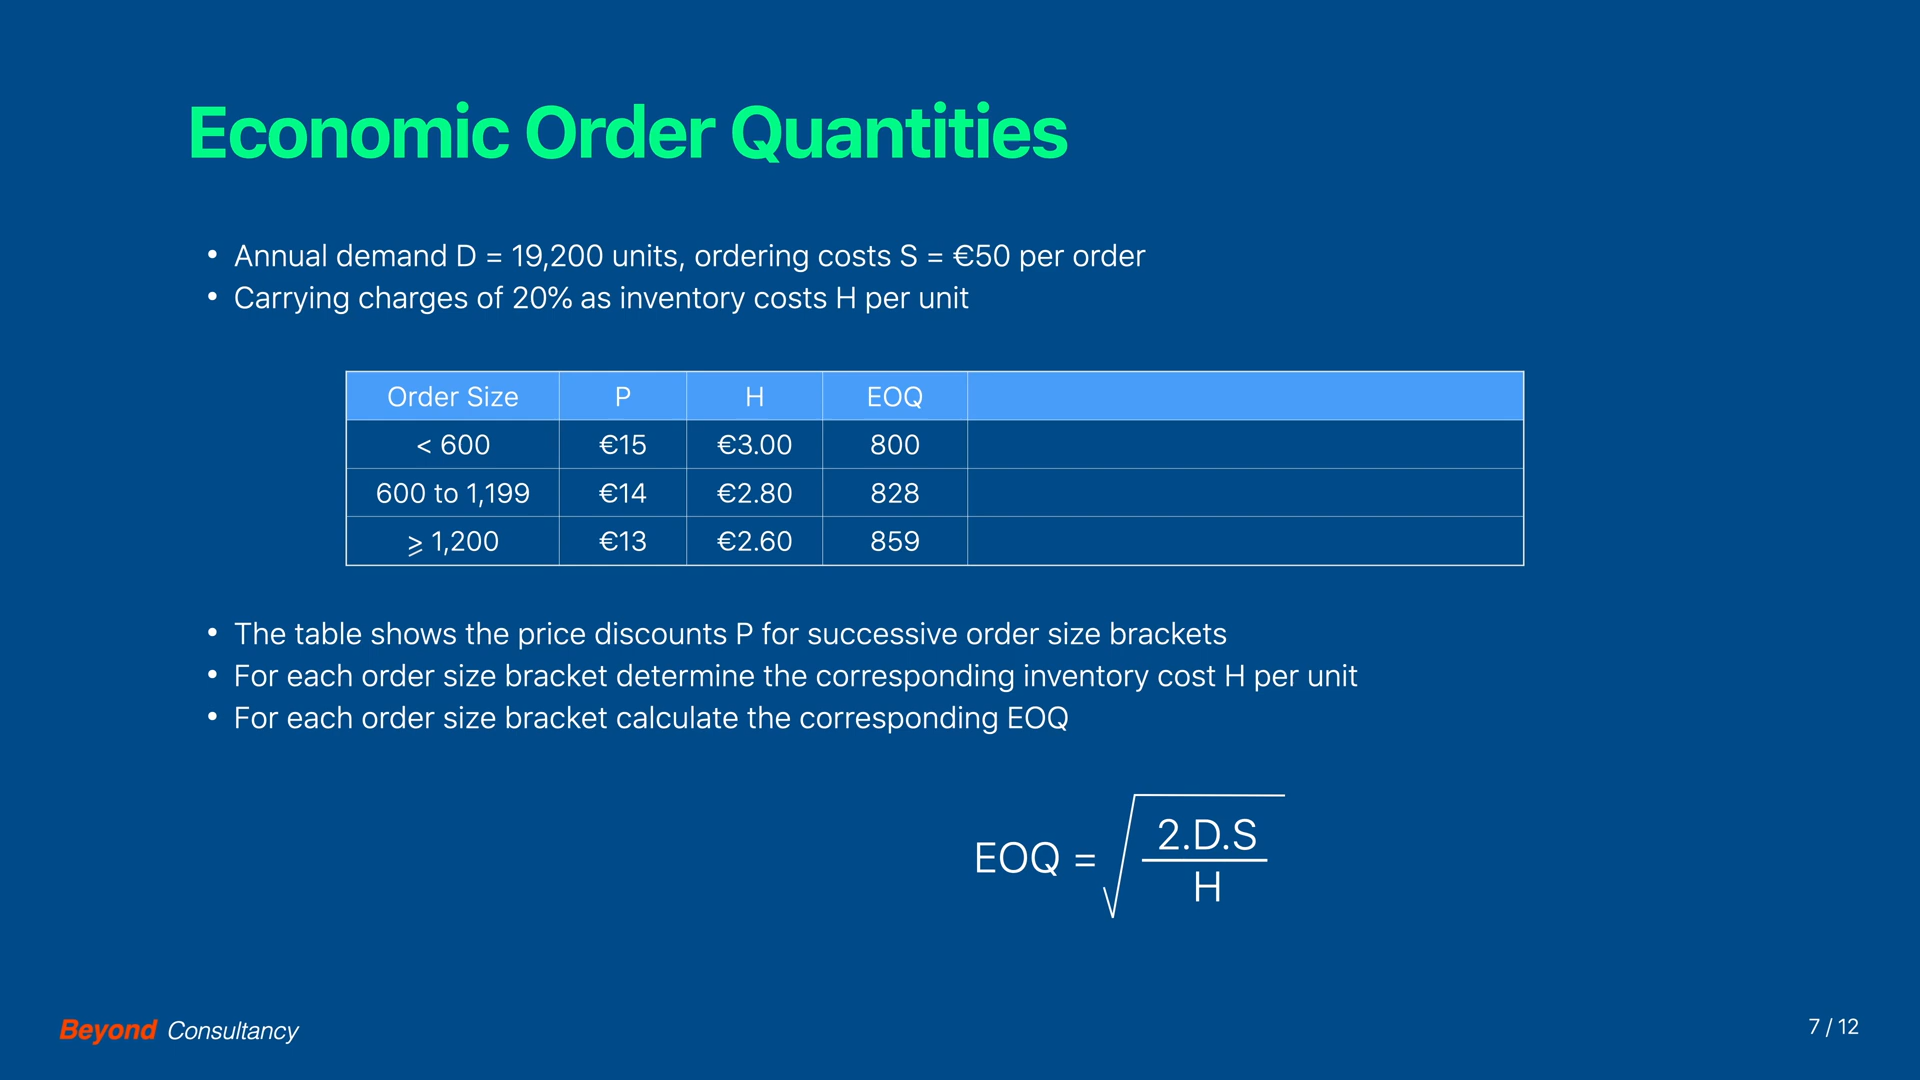 Economic Order Quantities
• Annual demand D = 19,200 units, ordering costs S = €50 per order
• Carrying charges of 20% as inventory costs H per unit
Order Size P H EOQ
< 600 €15 €3.00 800
600 to 1,199 €14 €2.80 828
⩾ 1,200 €13 €2.60 859
• The table shows the price discounts P for successive order size brackets
• For each order size bracket determine the corresponding inventory cost H per unit
• For each order size bracket calculate the corresponding EOQ
2.D.S
EOQ = √
H
Beyond Consultancy
7 / 12